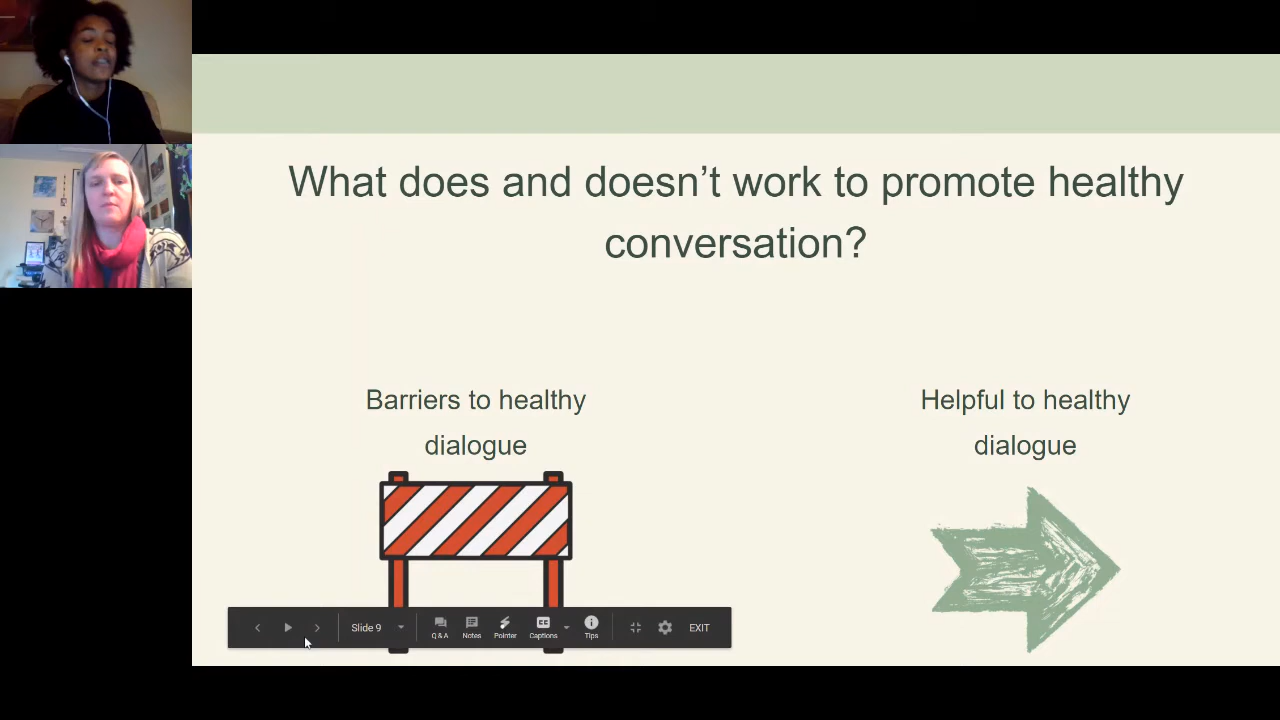 What does and doesn’t work to promote healthy
conversation?
Barriers to healthy
dialogue
Helpful to healthy
dialogue
Slide 9
Q & A
Notes
Pointer
CC
Captions
Tips
EXIT